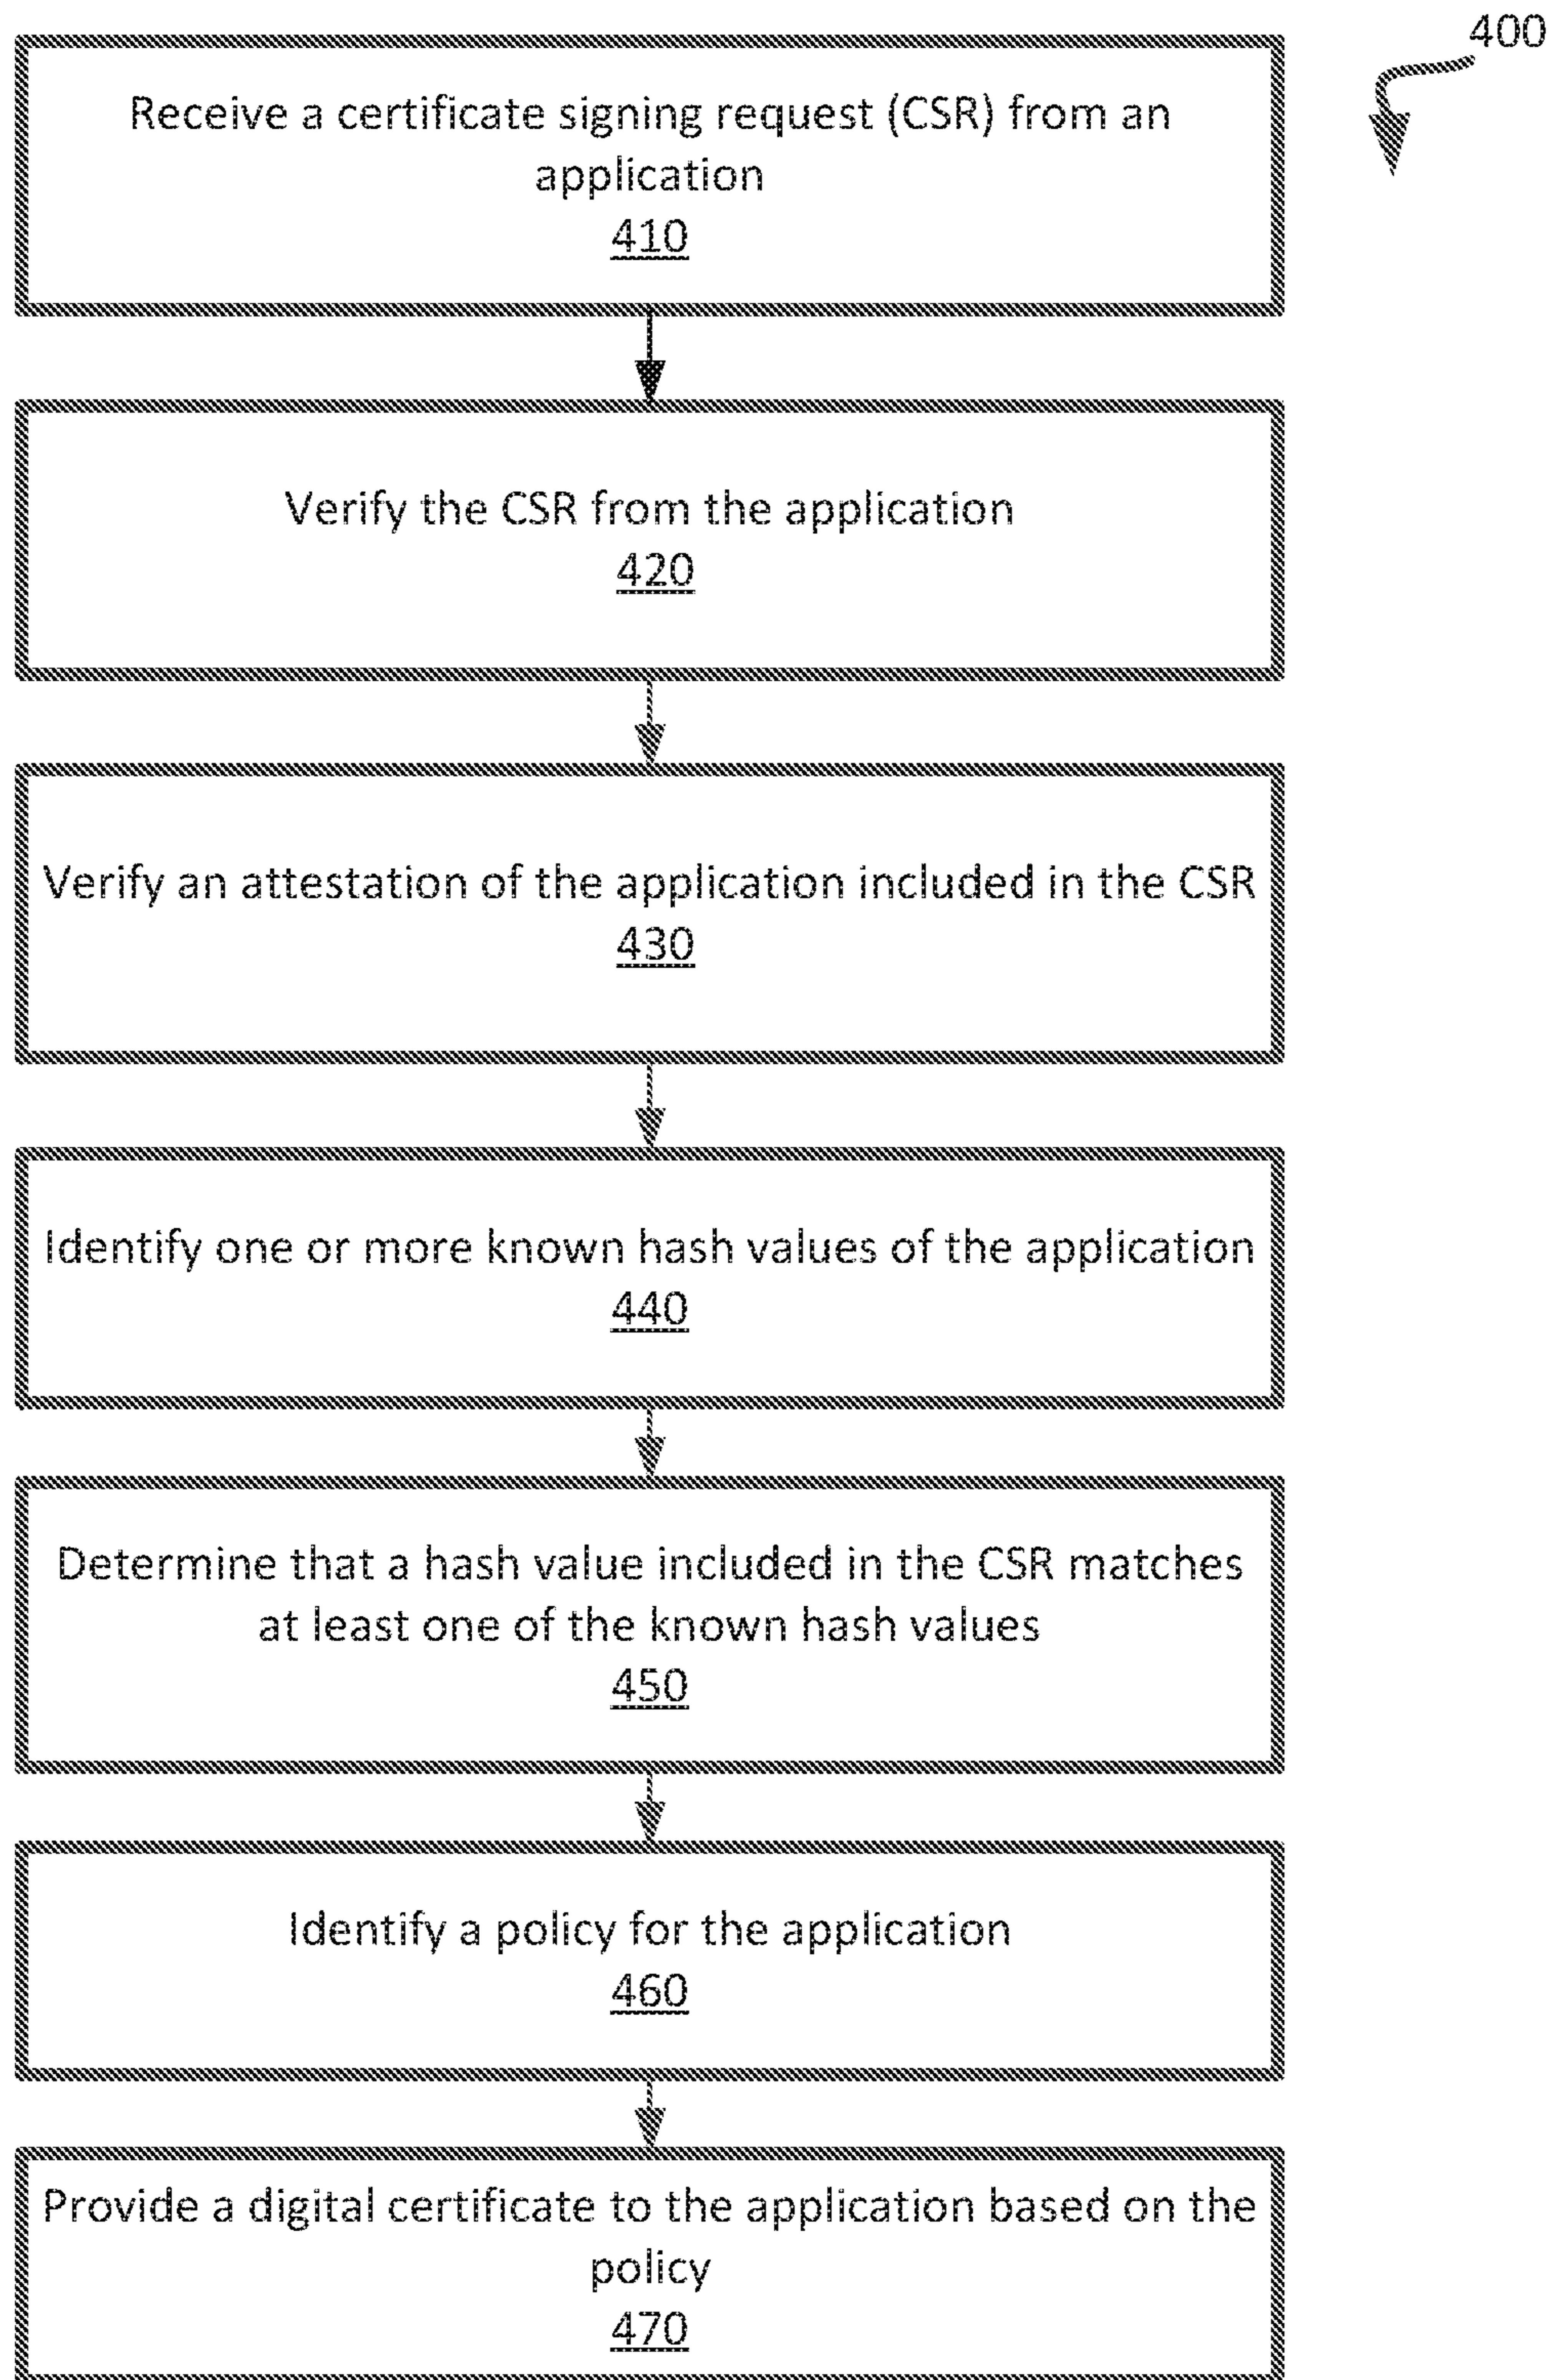 400
Receive a certificate signing request (CSR) from an
application
410
Verify the CSR from the application
420
Verify an attestation of the application included in the CSR
430
Identify one or more known hash values of the application
440
Determine that a hash value included in the CSR matches
at least one of the known hash values
450
Identify a policy for the application
460
Provide a digital certificate to the application based on the
policy
470